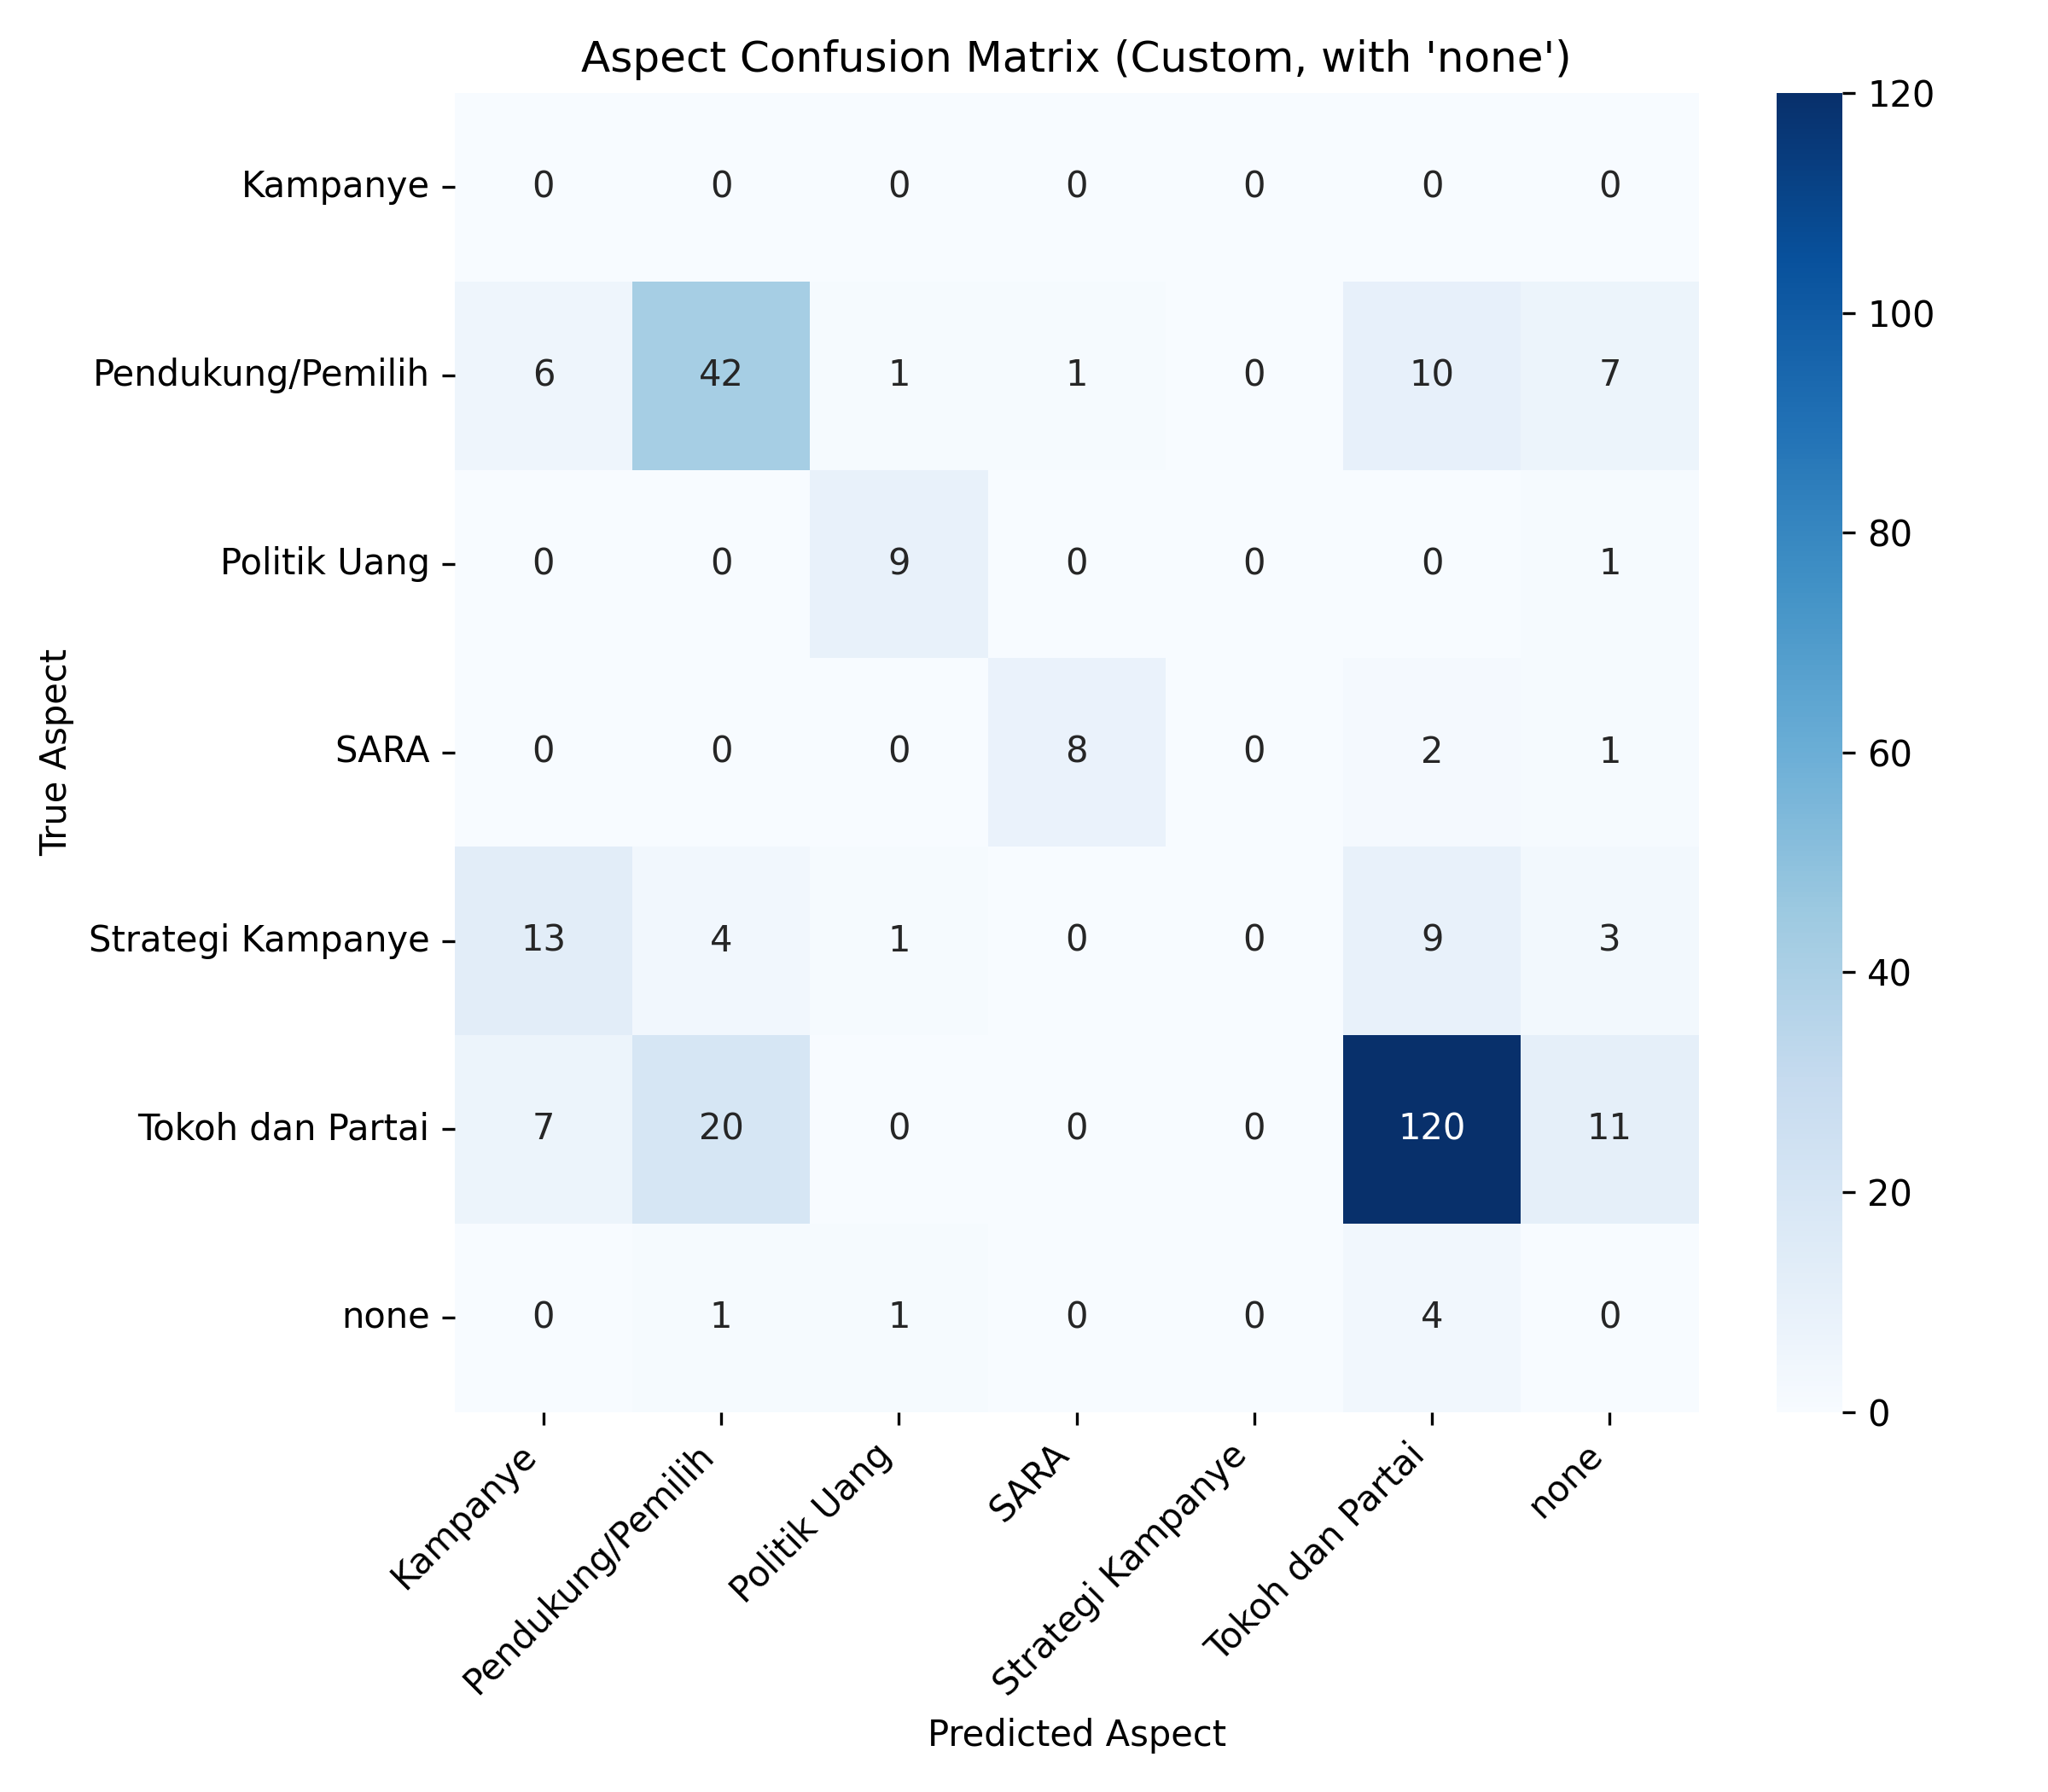 Aspect Confusion Matrix (Custom, with 'none')
120
Kampanye 0 0 0 0 0 0 0
100
Pendukung/Pemilih 6 42 1 1 0 10 7
80
Politik Uang 0 0 9 0 0 0 1
True Aspect
SARA 0 0 0 8 0 2 1
60
Strategi Kampanye 13 4 1 0 0 9 3
40
Tokoh dan Partai 7 20 0 0 0 120 11
20
none 0 1 1 0 0 4 0
0
Kampanye
Pendukung/Pemilih
Politik Uang
SARA
Strategi Kampanye
Tokoh dan Partai
none
Predicted Aspect